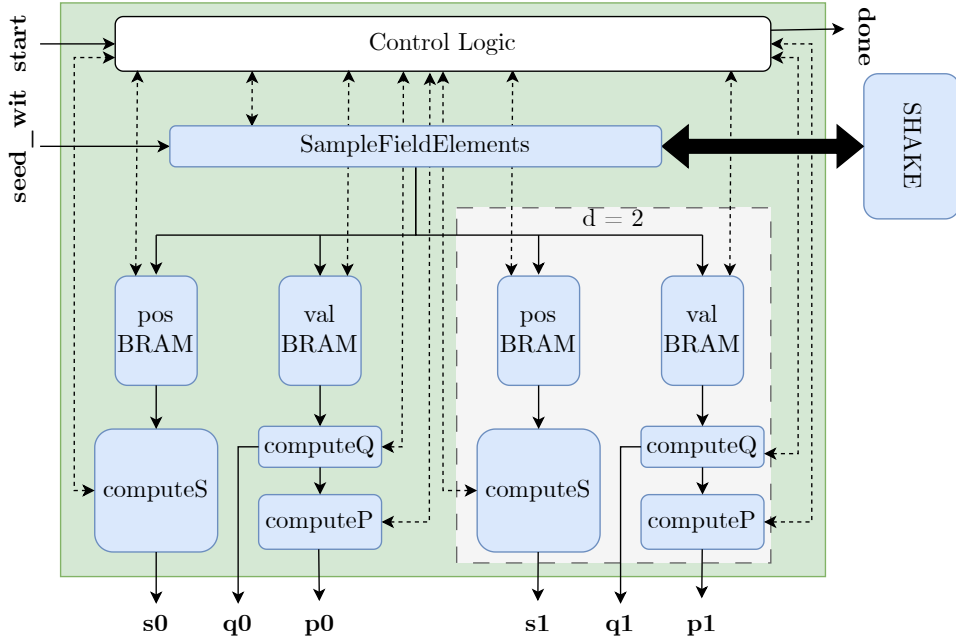 start
Control Logic
done
seed_wit
SampleFieldElements
SHAKE
d = 2
pos
BRAM
val
BRAM
pos
BRAM
val
BRAM
computeS
computeQ
computeP
computeS
computeQ
computeP
s0
q0
p0
s1
q1
p1